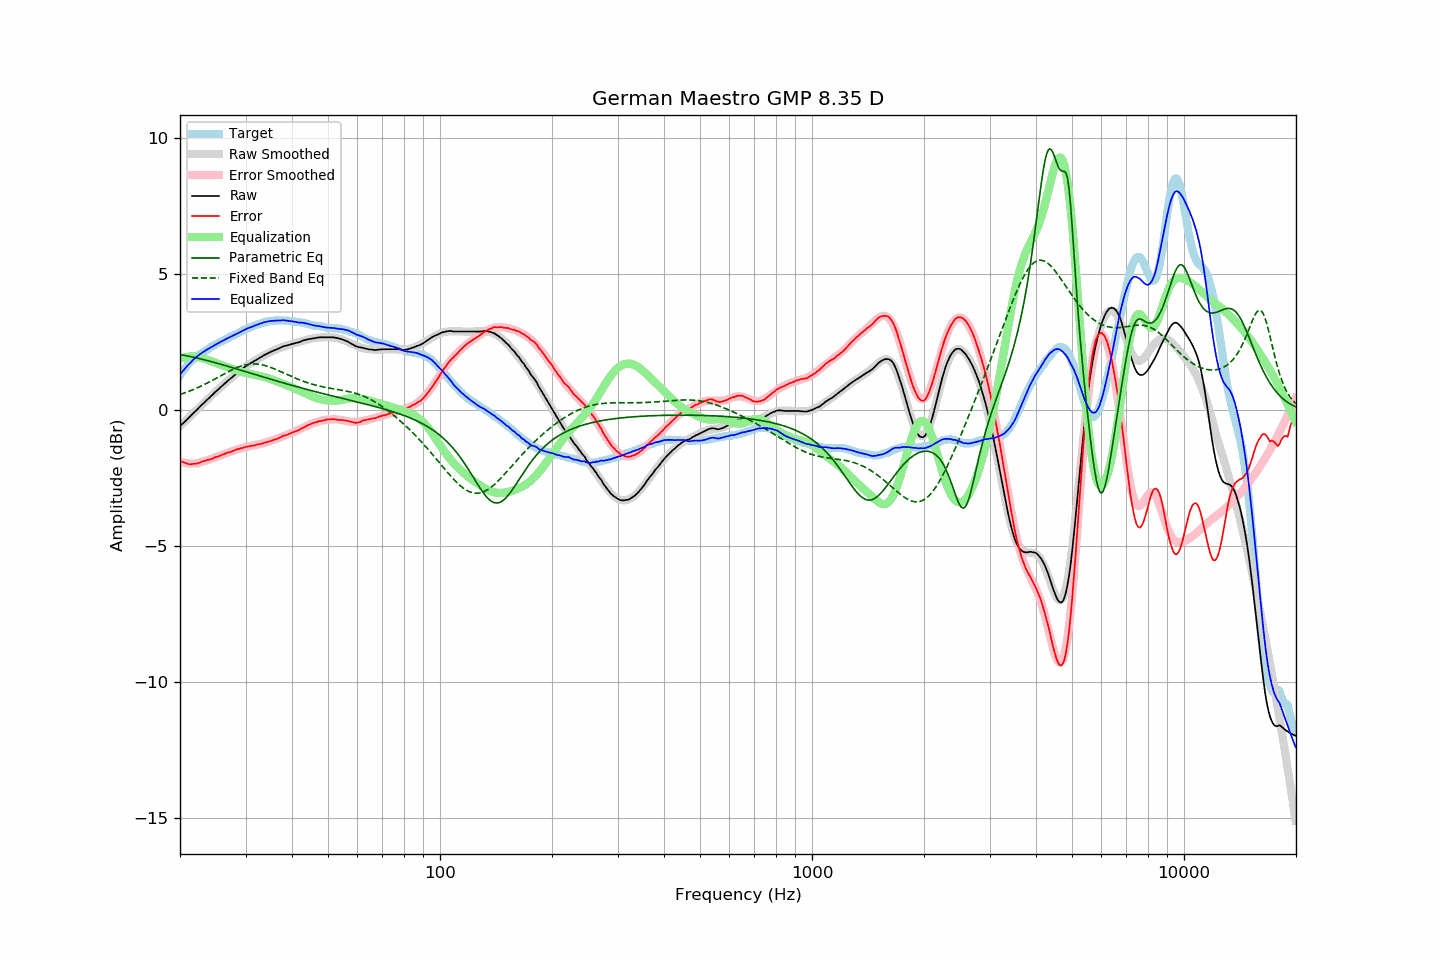 German Maestro GMP 8.35 D
Target
Raw Smoothed
Error Smoothed
Raw
Error
Equalization
Parametric Eq
Fixed Band Eq
Equalized
10
5
0
−5
−10
−15
Amplitude (dBr)
100
1000
10000
Frequency (Hz)